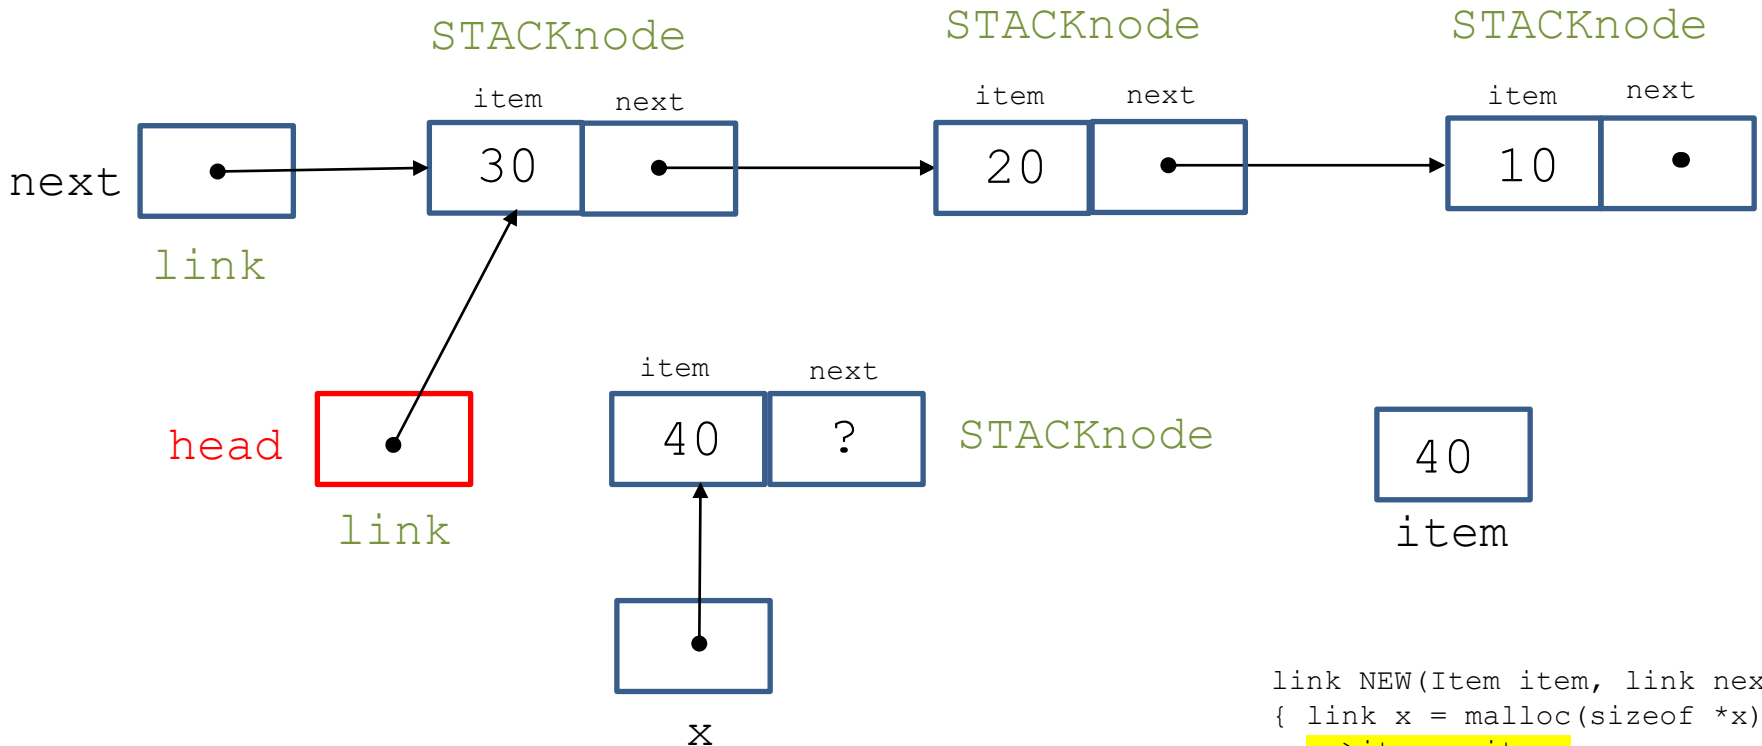 STACKnode STACKnode STACKnode
item next item next item next
next 30 20 10
link
item next
head 40 ? STACKnode 40
link item
x
link NEW(Item item, link nex
{ link x = malloc(sizeof *x)